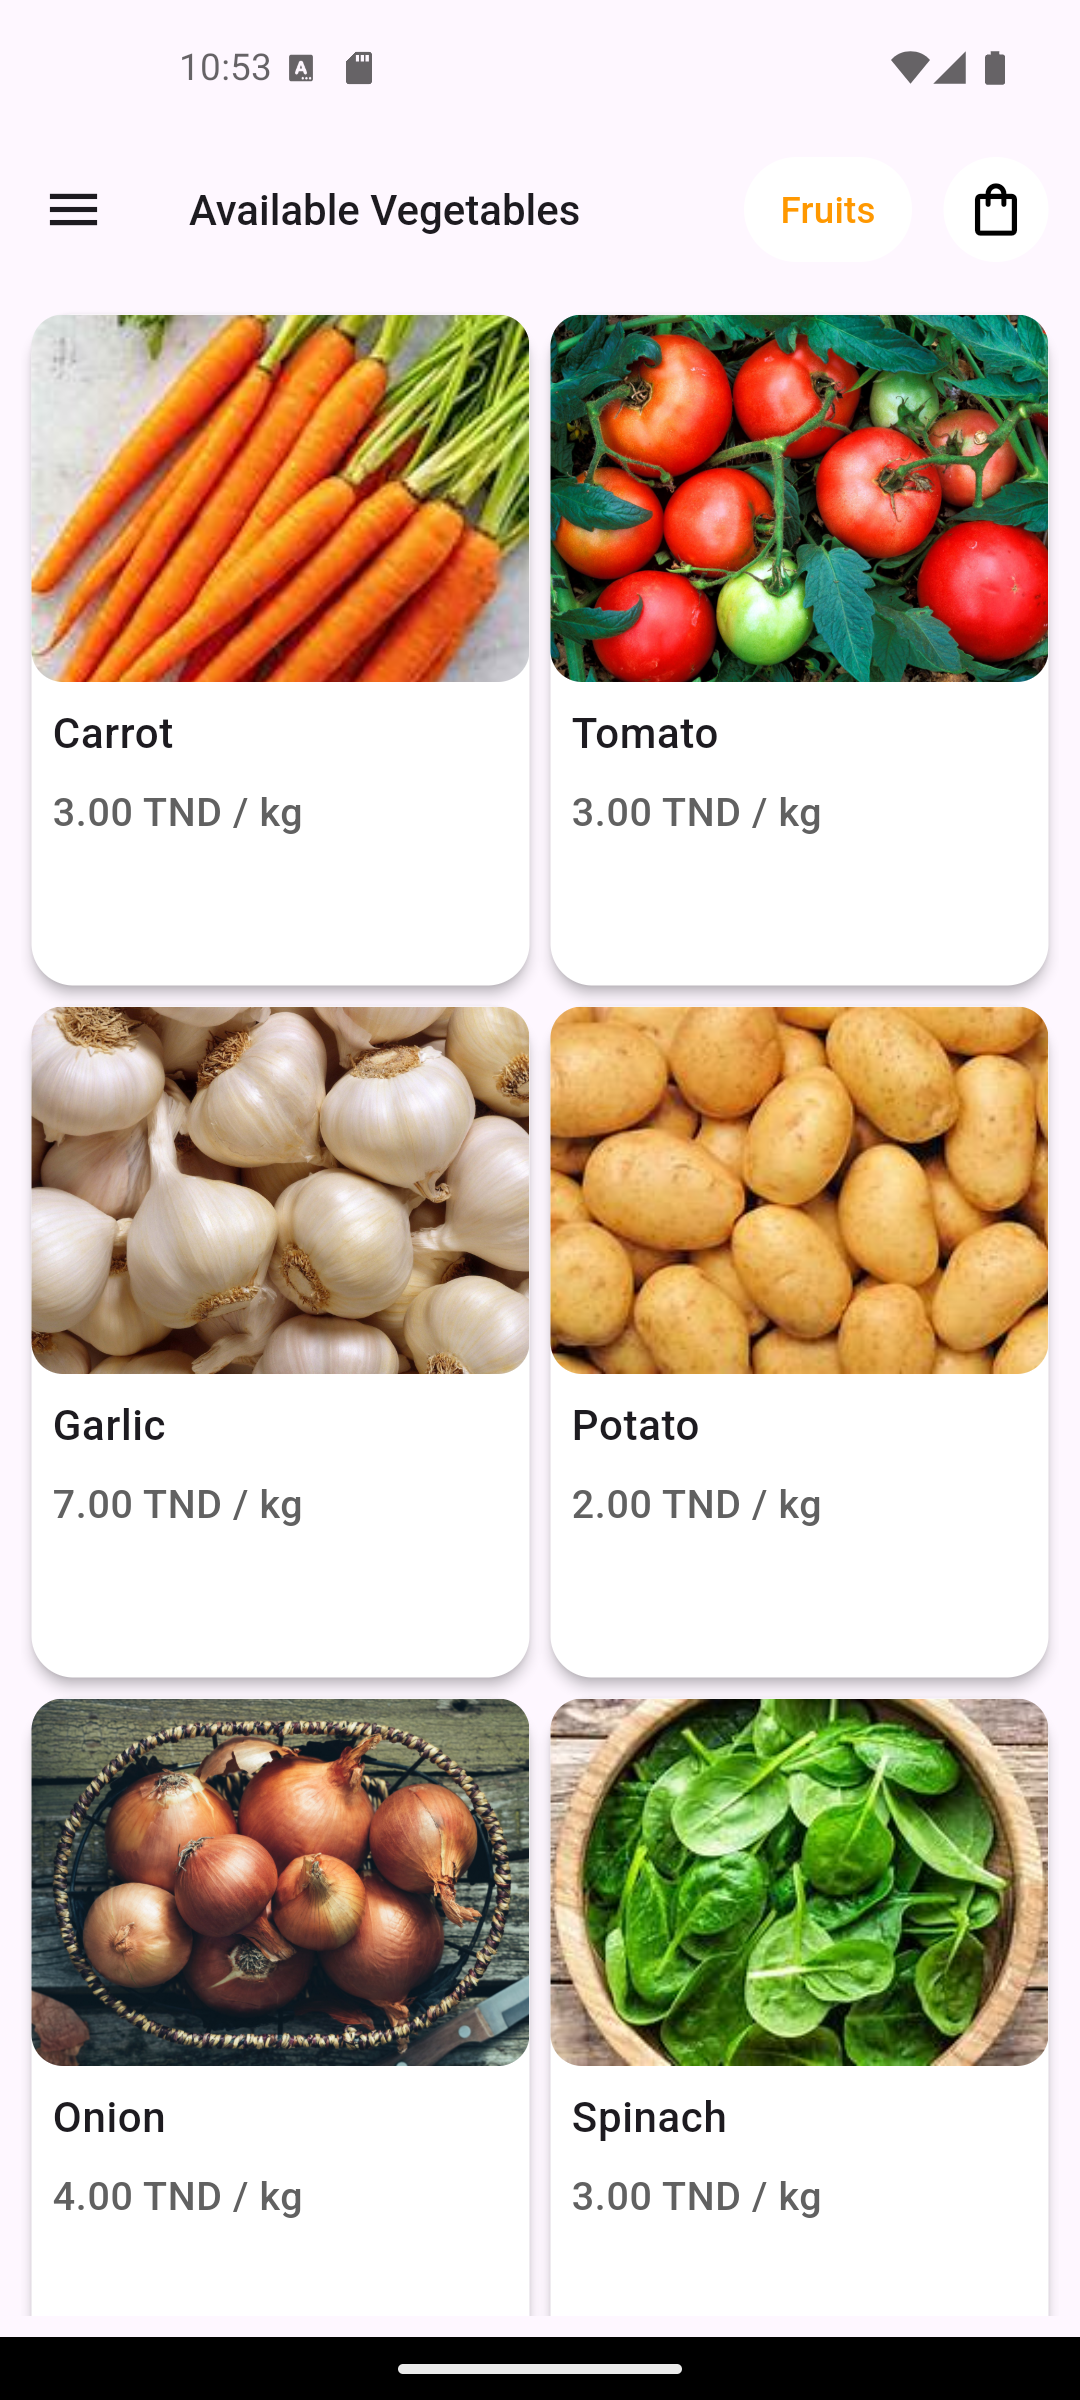 10:53
Available Vegetables
Fruits
Carrot
3.00 TND / kg
Tomato
3.00 TND / kg
Garlic
7.00 TND / kg
Potato
2.00 TND / kg
Onion
4.00 TND / kg
Spinach
3.00 TND / kg